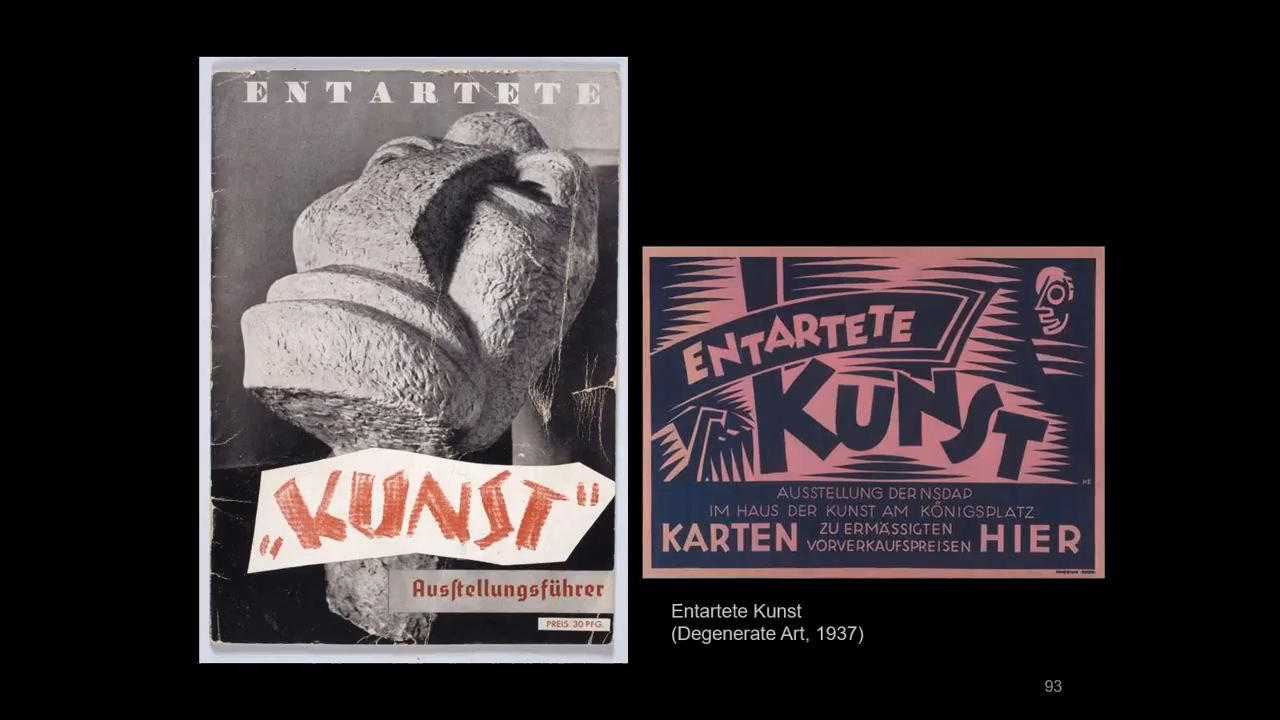 ENTARTETE
„KUNST"
Ausſtellungsführer
PREIS 30 PFG.
ENTARTETE
KUNST
AUSSTELLUNG DER NSDAP
IM HAUS DER KUNST AM KÖNIGSPLATZ
KARTEN ZU ERMÄSSIGTEN VORVERKAUFSPREISEN HIER
Entartete Kunst
(Degenerate Art, 1937)
93